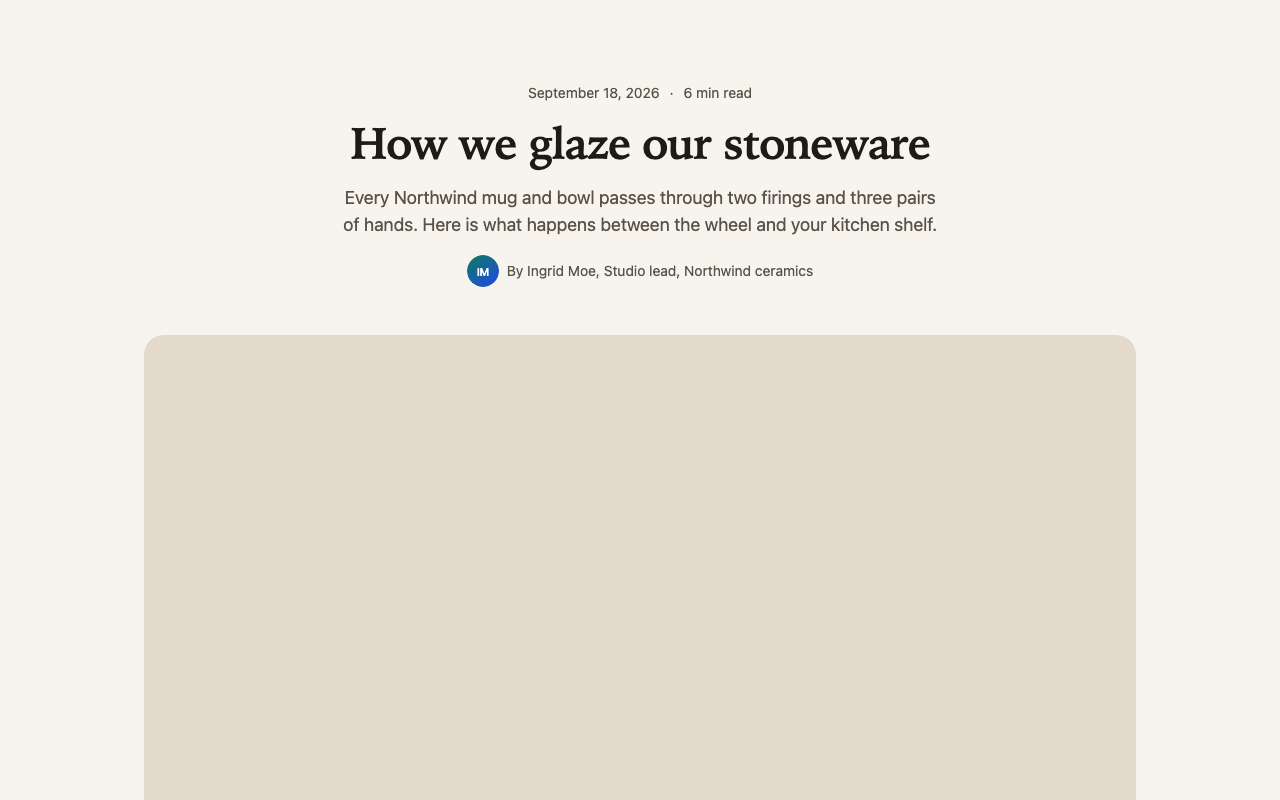 September 18, 2026 · 6 min read
How we glaze our stoneware
Every Northwind mug and bowl passes through two firings and three pairs
of hands. Here is what happens between the wheel and your kitchen shelf.
IM By Ingrid Moe, Studio lead, Northwind ceramics